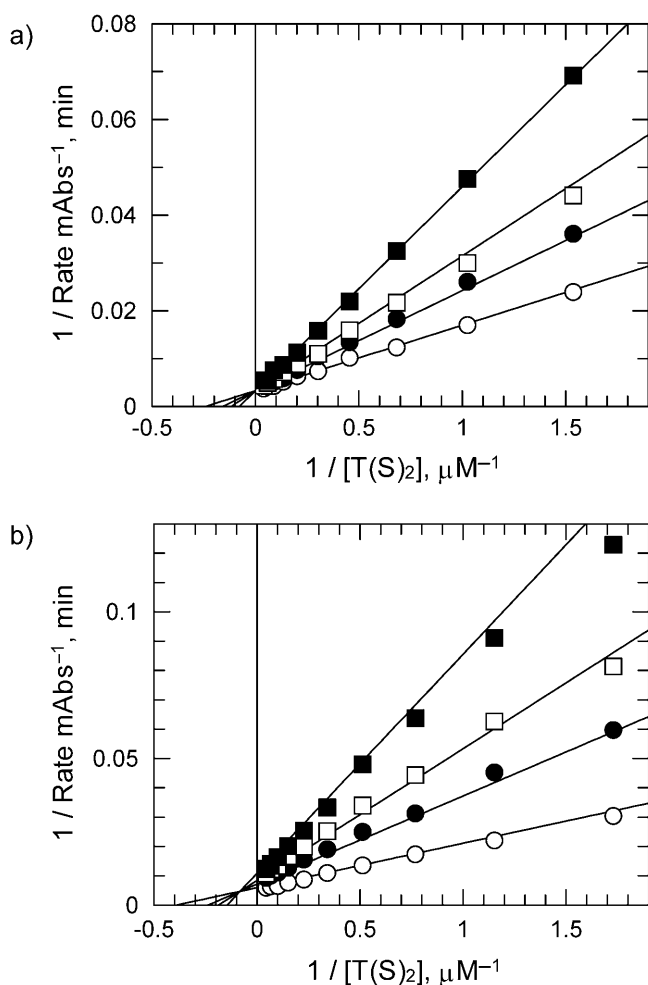 a)
0.08
0.06
0.04
0.02
0
1 / Rate mAbs⁻¹, min
-0.5 0 0.5 1 1.5
1 / [T(S)₂], μM⁻¹
b)
0.1
0.05
0
1 / Rate mAbs⁻¹, min
-0.5 0 0.5 1 1.5
1 / [T(S)₂], μM⁻¹